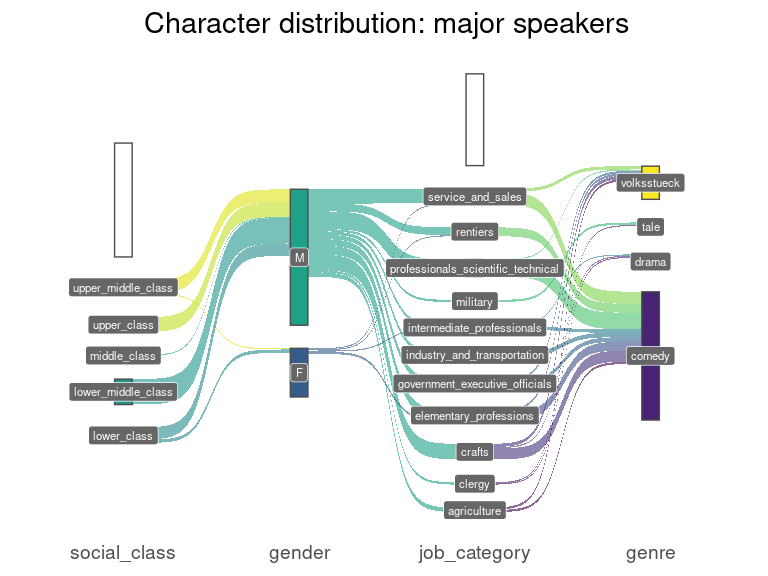 Character distribution: major speakers
volksstueck
service_and_sales
tale
rentiers
M
drama
professionals_scientific_technical
upper_middle_class
military
upper_class
intermediate_professionals
middle_class
industry_and_transportation
comedy
F
government_executive_officials
lower_middle_class
elementary_professions
lower_class
crafts
clergy
agriculture
social_class
gender
job_category
genre